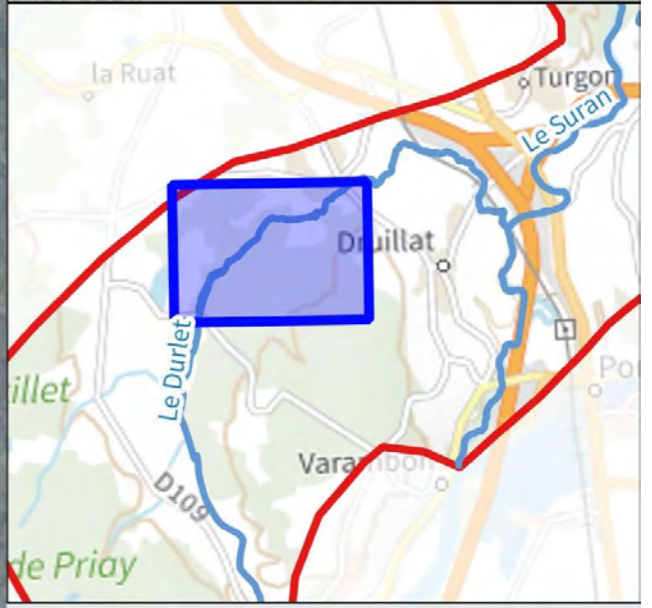 la Ruat
Turgon
Le Suran
Druillat
Le Durlet
illet
Po
Varambon
D109
de Priay